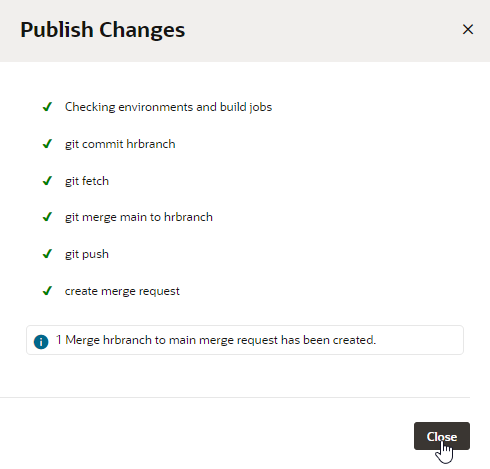 Publish Changes
Checking environments and build jobs
git commit hrbranch
git fetch
git merge main to hrbranch
git push
create merge request
1 Merge hrbranch to main merge request has been created.
Close